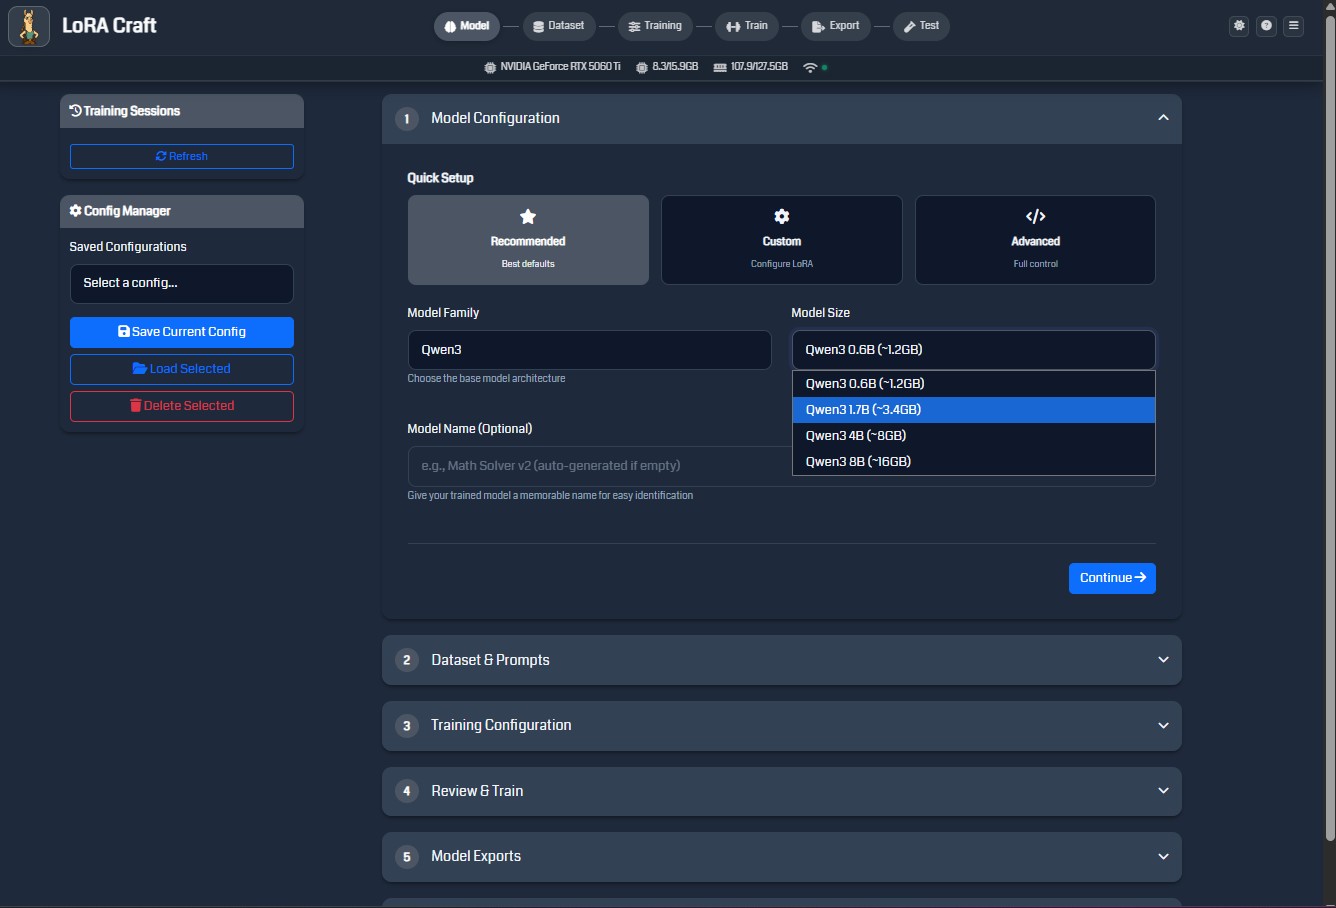 LoRA Craft
Model
Dataset
Training
Train
Export
Test
NVIDIA GeForce RTX 5060 Ti
8.3/15.9GB
107.9/127.5GB
Training Sessions
Refresh
Config Manager
Saved Configurations
Select a config...
Save Current Config
Load Selected
Delete Selected
1 Model Configuration
Quick Setup
Recommended
Best defaults
Custom
Configure LoRA
Advanced
Full control
Model Family
Qwen3
Choose the base model architecture
Model Size
Qwen3 0.6B (~1.2GB)
Qwen3 0.6B (~1.2GB)
Qwen3 1.7B (~3.4GB)
Qwen3 4B (~8GB)
Qwen3 8B (~16GB)
Model Name (Optional)
e.g., Math Solver v2 (auto-generated if empty)
Give your trained model a memorable name for easy identification
Continue
2 Dataset & Prompts
3 Training Configuration
4 Review & Train
5 Model Exports